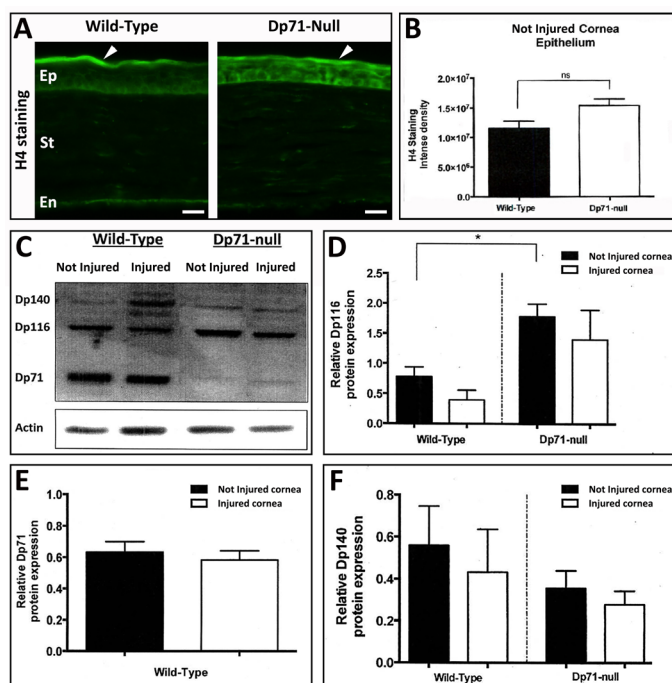 A
Wild-Type
Dp71-Null
H4 staining
Ep
St
En
B
Not Injured Cornea
Epithelium
H4 Staining
Intense density
2.0×10⁷
1.5×10⁷
1.0×10⁷
5.0×10⁶
0.0
ns
Wild-Type
Dp71-null
C
Wild-Type
Dp71-null
Not Injured
Injured
Not Injured
Injured
Dp140
Dp116
Dp71
Actin
D
Not Injured cornea
Injured cornea
Relative Dp116
protein expression
2.5
2.0
1.5
1.0
0.5
0.0
*
Wild-Type
Dp71-null
E
Not Injured cornea
Injured cornea
Relative Dp71
protein expression
1.0
0.8
0.6
0.4
0.2
0.0
Wild-Type
F
Not Injured cornea
Injured cornea
Relative Dp140
protein expression
0.8
0.6
0.4
0.2
0.0
Wild-Type
Dp71-null